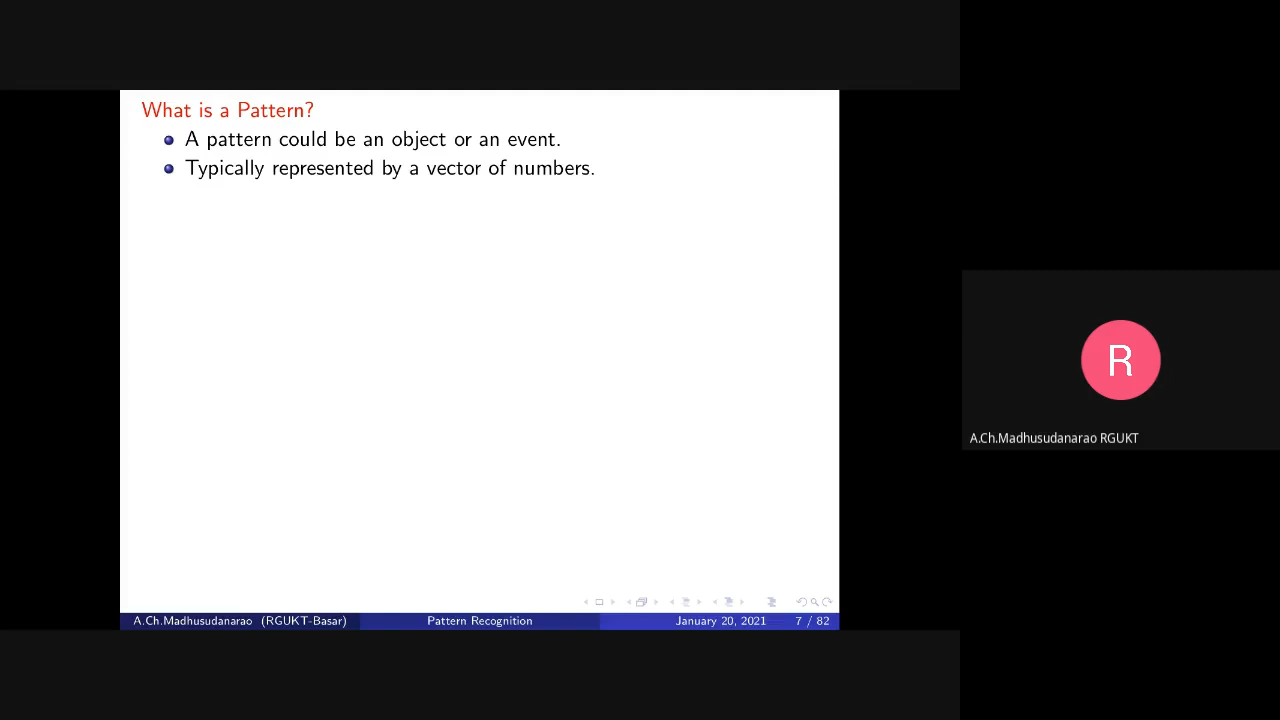 What is a Pattern?
A pattern could be an object or an event.
Typically represented by a vector of numbers.
R
A.Ch.Madhusudanarao RGUKT
A.Ch.Madhusudanarao (RGUKT-Basar) Pattern Recognition January 20, 2021 7 / 82